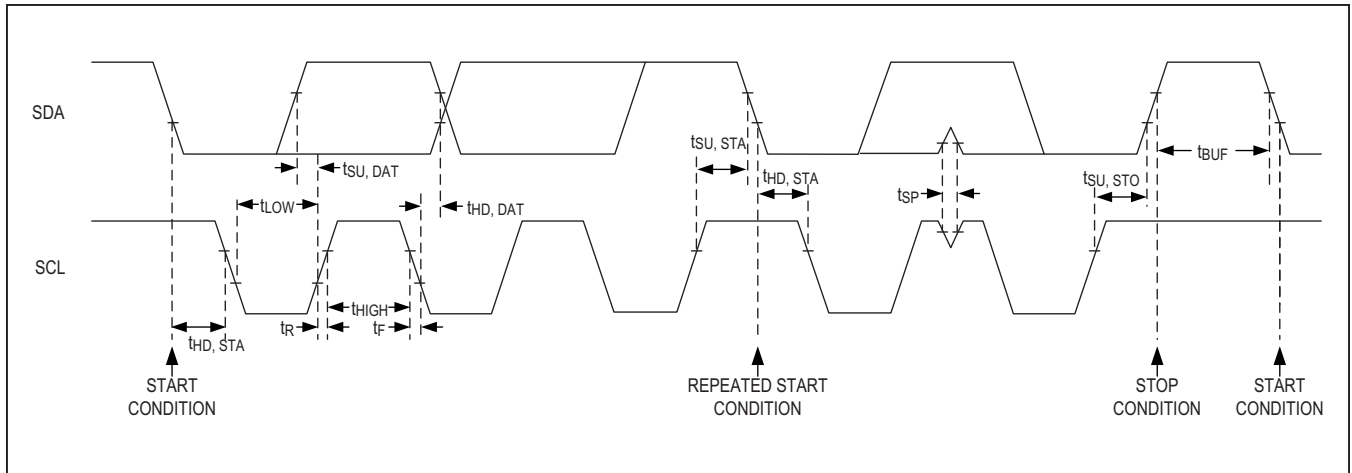 SDA
tSU, DAT
tLOW
tHD, DAT
tSU, STA
tHD, STA
tSP
tSU, STO
tBUF
SCL
tHD, STA
tR
tHIGH
tF
START
CONDITION
REPEATED START
CONDITION
STOP
CONDITION
START
CONDITION